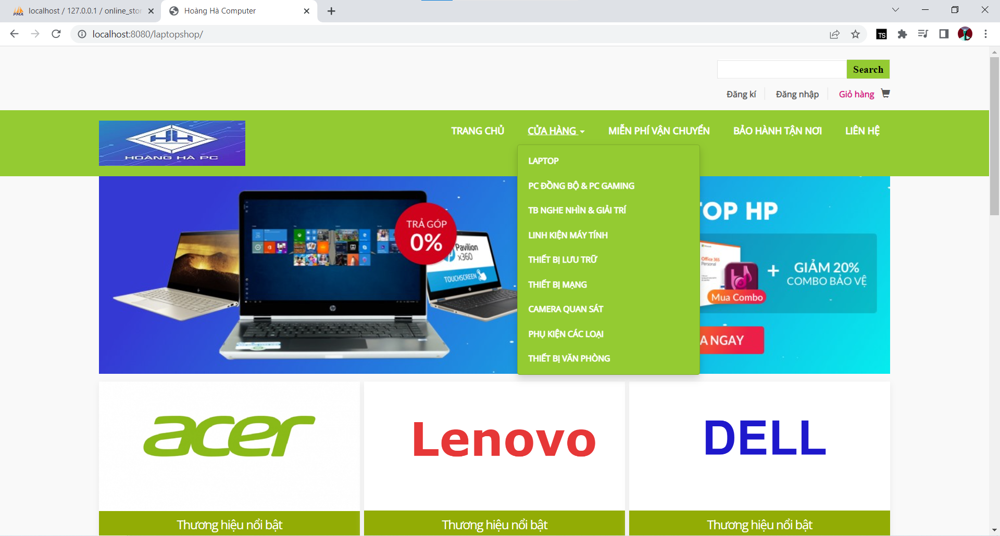 localhost / 127.0.0.1 / online_stor
Hoàng Hà Computer
localhost:8080/laptopshop/
Search
Đăng kí
Đăng nhập
Giỏ hàng
HOANG HA PC
TRANG CHỦ
CỬA HÀNG
MIỄN PHÍ VẬN CHUYỂN
BẢO HÀNH TẬN NƠI
LIÊN HỆ
LAPTOP
PC ĐỒNG BỘ & PC GAMING
TB NGHE NHÌN & GIẢI TRÍ
LINH KIỆN MÁY TÍNH
THIẾT BỊ LƯU TRỮ
THIẾT BỊ MẠNG
CAMERA QUAN SÁT
PHỤ KIỆN CÁC LOẠI
THIẾT BỊ VĂN PHÒNG
TRẢ GÓP
0%
Pavilion
x360
TOUCHSCREEN
TOP HP
Office 365
Personal
GIẢM 20%
COMBO BẢO VỆ
Mua Combo
A NGAY
acer
Lenovo
DELL
Thương hiệu nổi bật
Thương hiệu nổi bật
Thương hiệu nổi bật